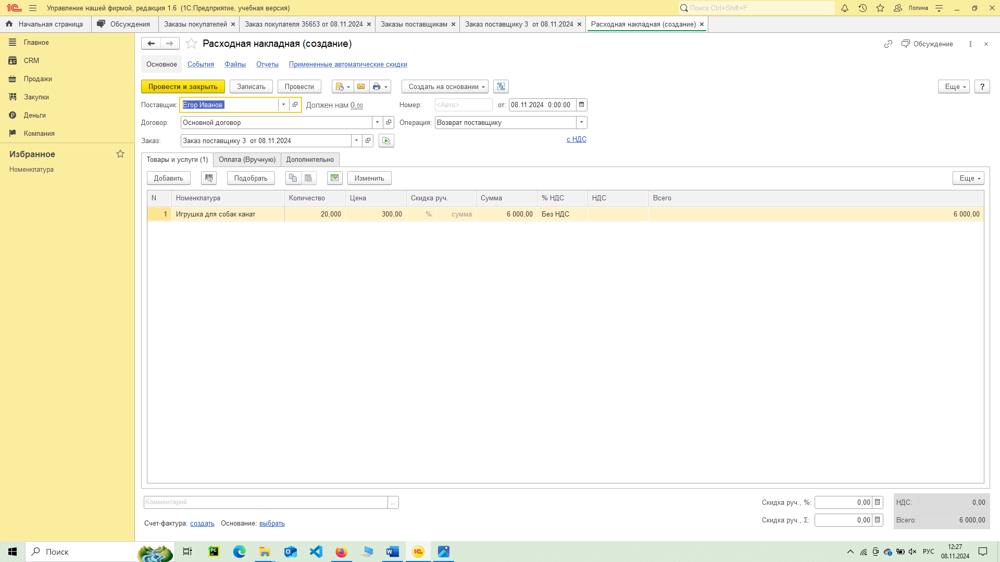 Управление нашей фирмой, редакция 1.6 (1С:Предприятие, учебная версия)
Поиск Ctrl+Shift+F
Полина
Начальная страница
Обсуждения
Заказы покупателей
Заказ покупателя 35653 от 08.11.2024
Заказы поставщикам
Заказ поставщику 3 от 08.11.2024
Расходная накладная (создание)
Главное
CRM
Продажи
Закупки
Деньги
Компания
Избранное
Номенклатура
Расходная накладная (создание)
Обсуждение
Основное События Файлы Отчеты Примененные автоматические скидки
Провести и закрыть Записать Провести Создать на основании Еще ?
Поставщик: Егор Иванов Должен нам 0,00 Номер: <Авто> от: 08.11.2024 0:00:00
Договор: Основной договор Операция: Возврат поставщику
Заказ: Заказ поставщику 3 от 08.11.2024 с НДС
Товары и услуги (1) Оплата (Вручную) Дополнительно
Добавить Подобрать Изменить Еще
N Номенклатура Количество Цена Скидка руч. Сумма % НДС НДС Всего
1 Игрушка для собак канат 20,000 300,00 % сумма 6 000,00 Без НДС 6 000,00
Комментарий ... Скидка руч., %: 0,00 НДС: 0,00
Скидка руч., Σ: 0,00 Всего: 6 000,00
Счет-фактура: создать Основание: выбрать
Поиск
PC
РУС
12:27
08.11.2024